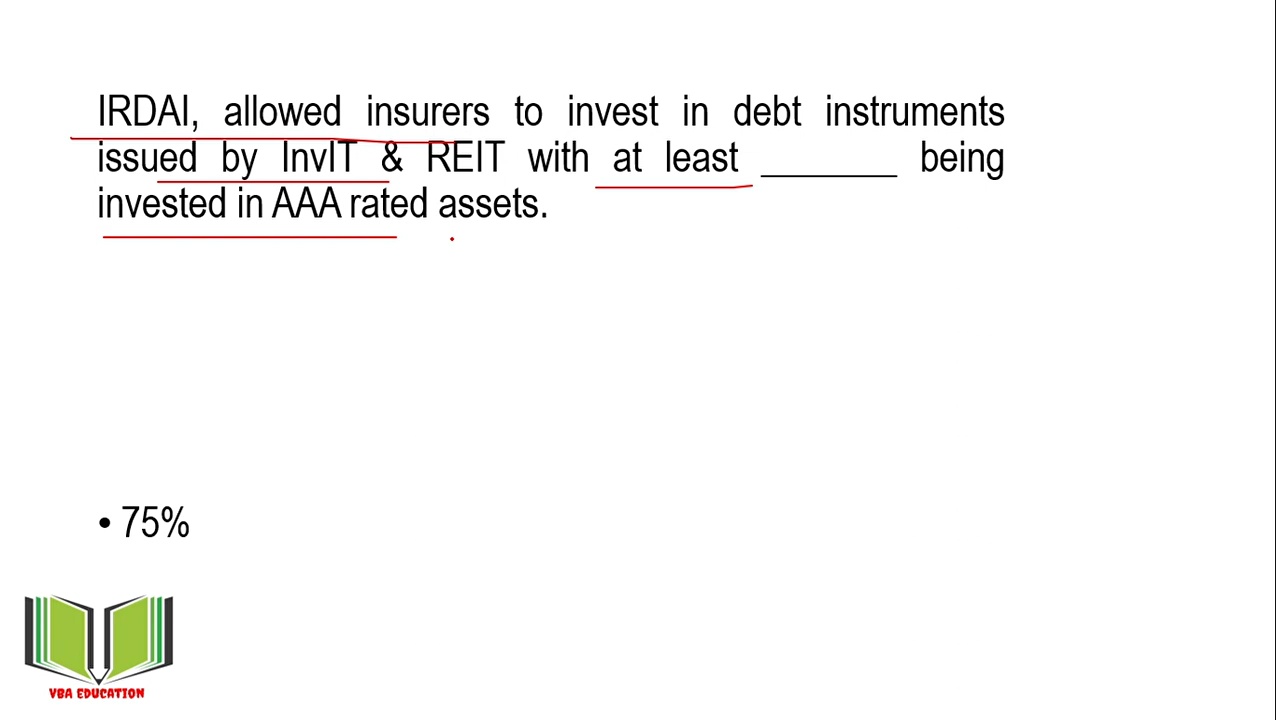 IRDAI, allowed insurers to invest in debt instruments
issued by InvIT & REIT with at least ________ being
invested in AAA rated assets.
• 75%
VBA EDUCATION